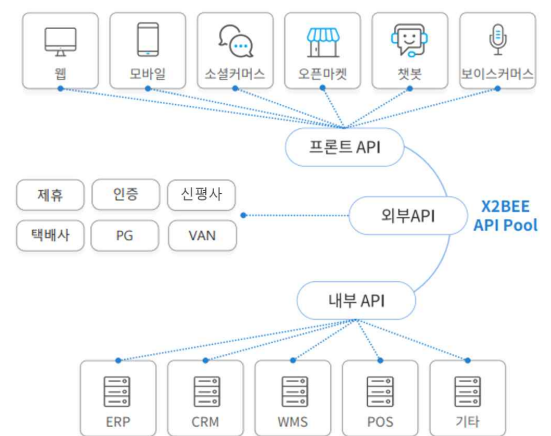 웹
모바일
소셜커머스
오픈마켓
챗봇
보이스커머스
프론트 API
제휴
인증
신평사
외부API
X2BEE
API Pool
택배사
PG
VAN
내부 API
ERP
CRM
WMS
POS
기타